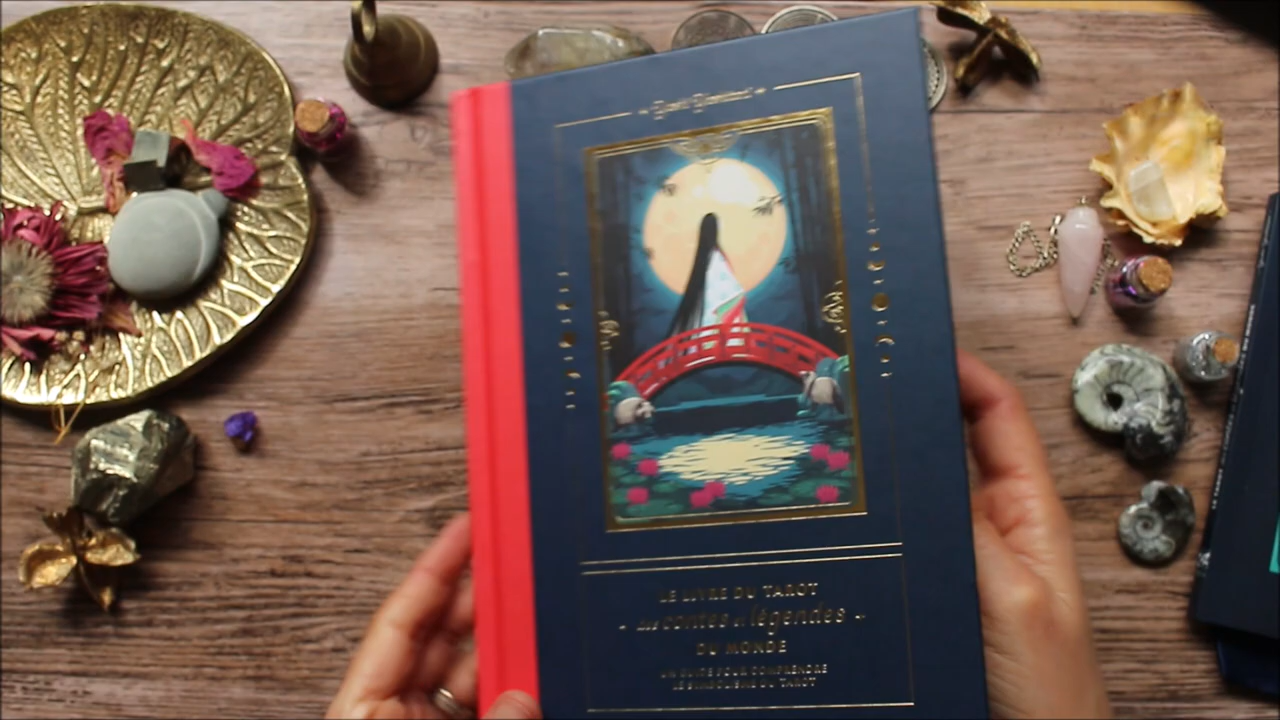 LE LIVRE DU TAROT
des contes et légendes
DU MONDE
UN GUIDE POUR COMPRENDRE
LE SYMBOLISME DU TAROT